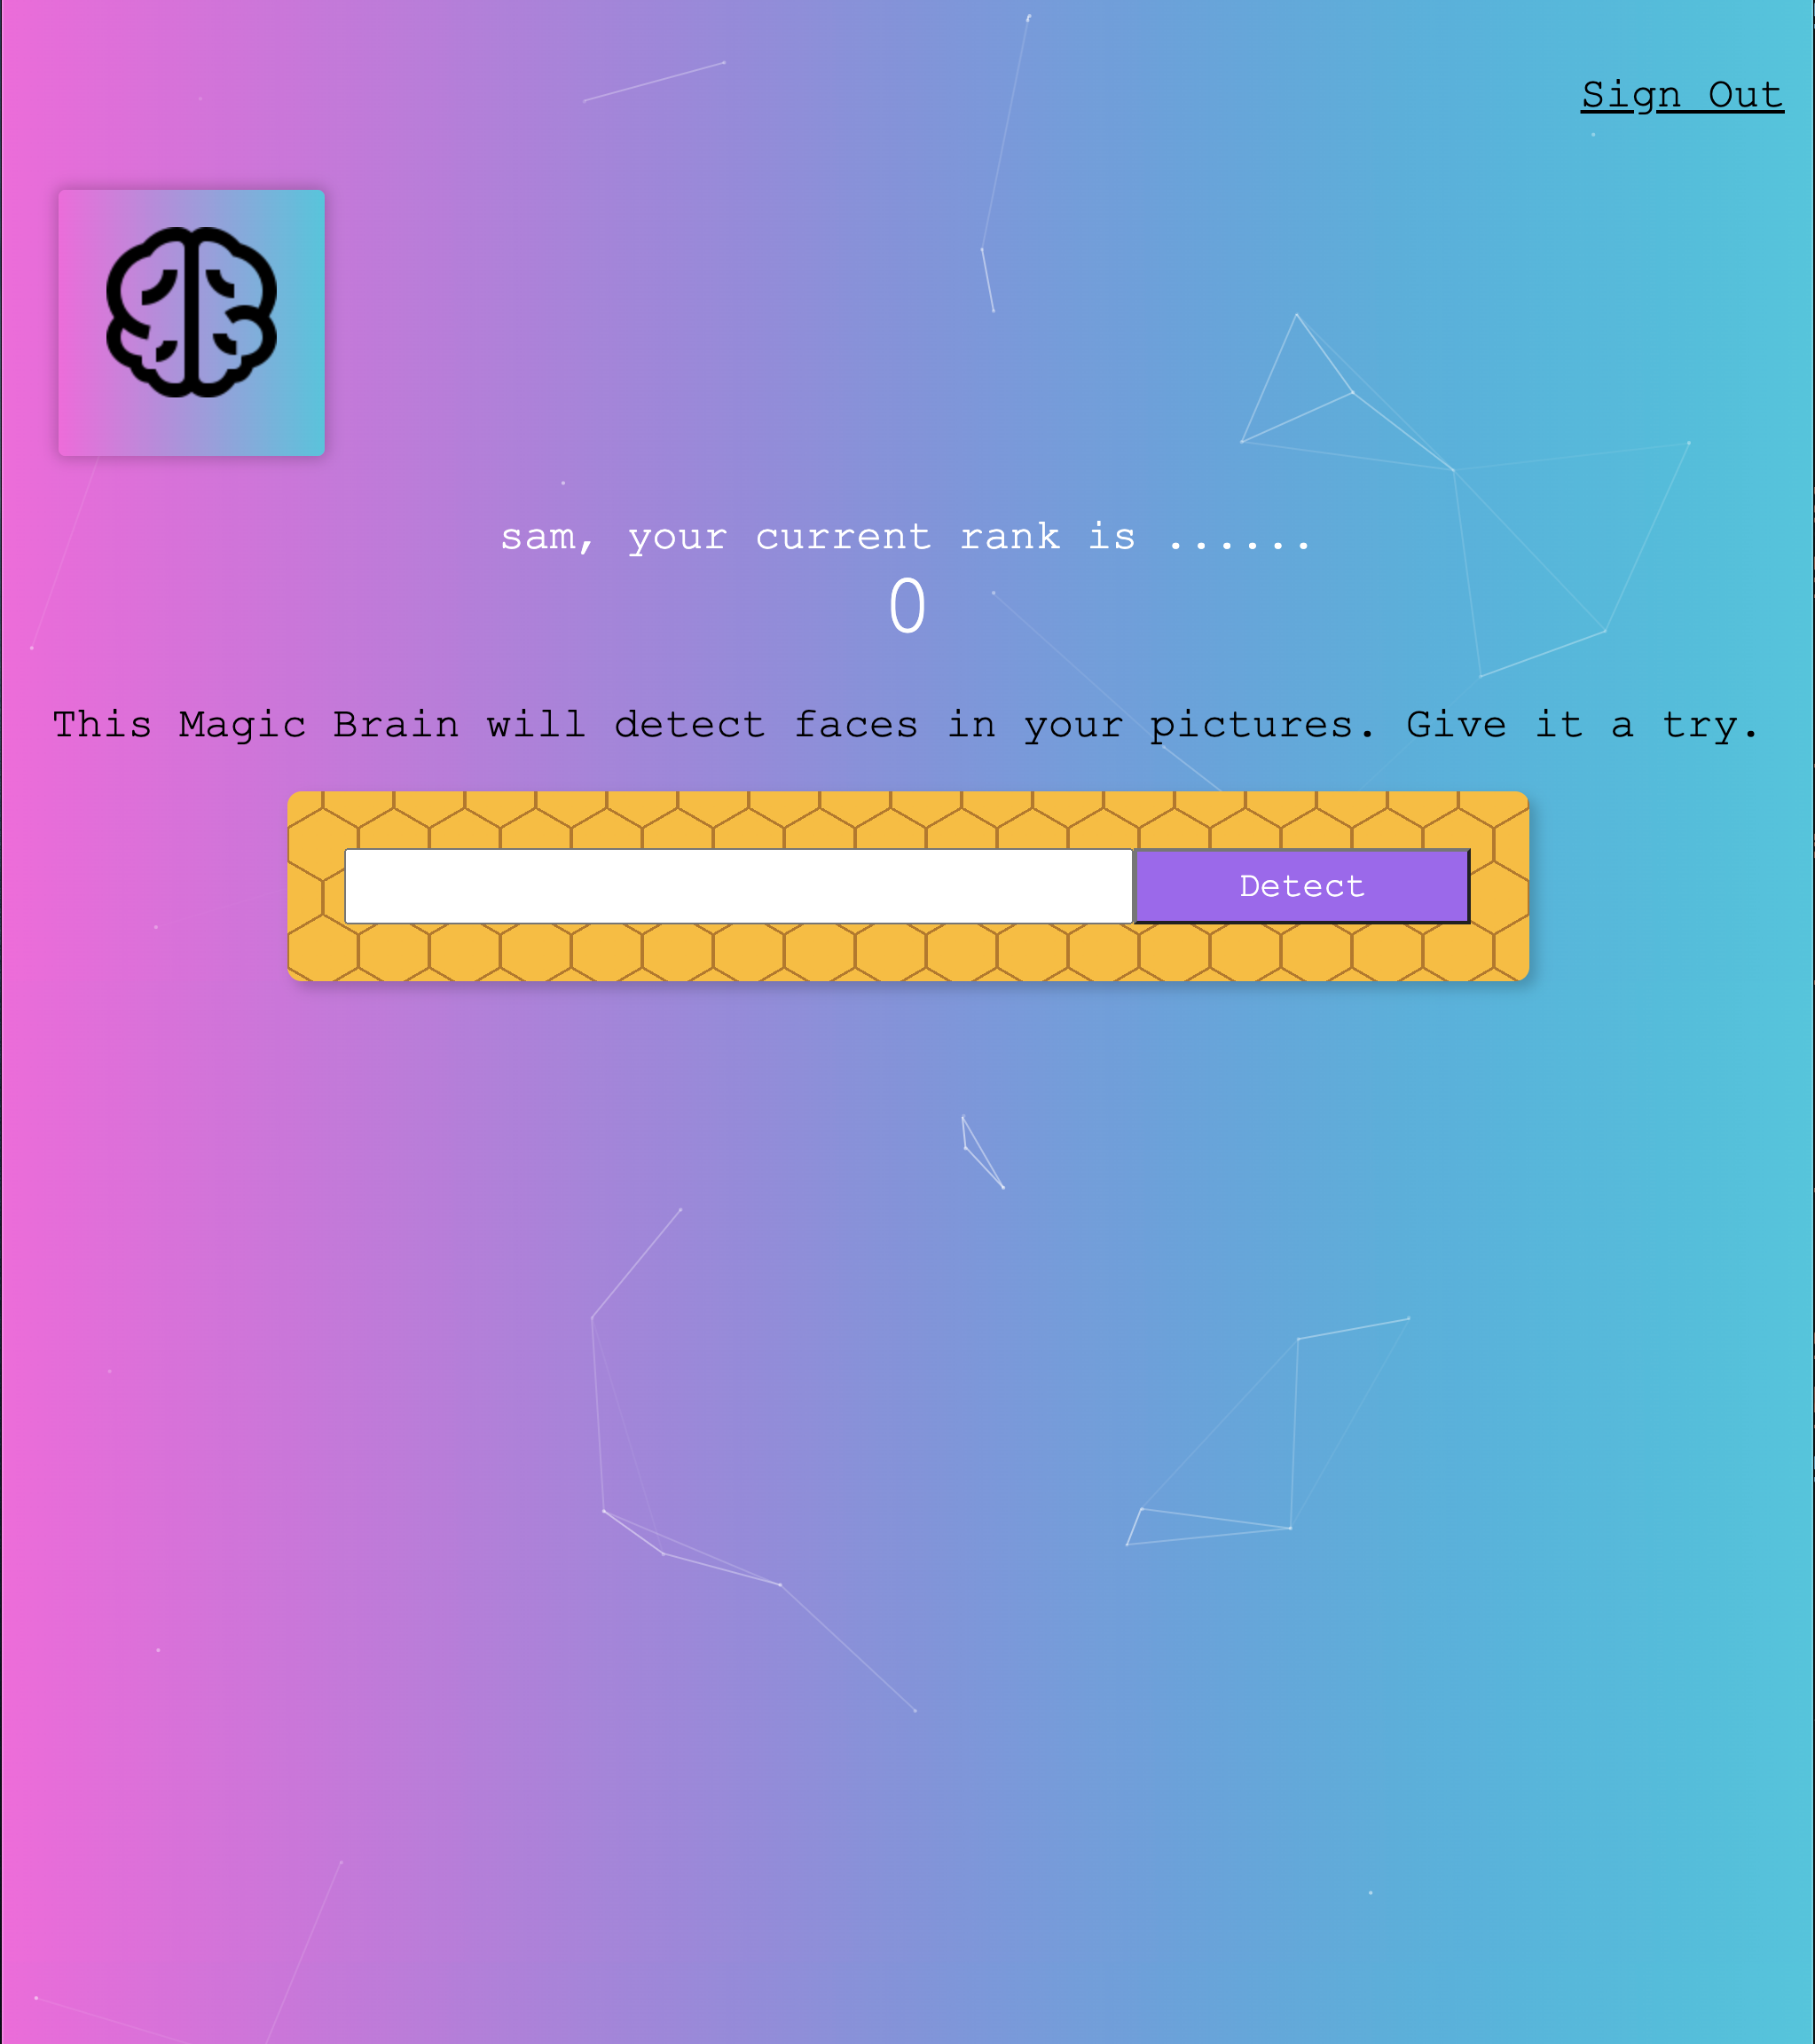 Sign Out
sam, your current rank is ......
0
This Magic Brain will detect faces in your pictures. Give it a try.
Detect